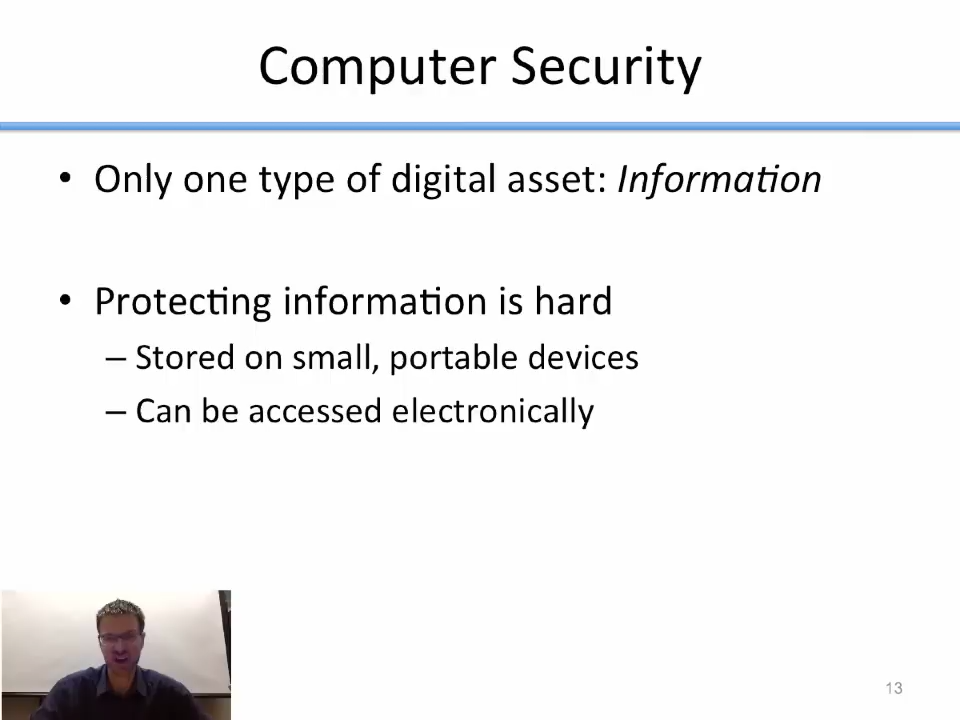 Computer Security
• Only one type of digital asset: Information
• Protecting information is hard
– Stored on small, portable devices
– Can be accessed electronically
13